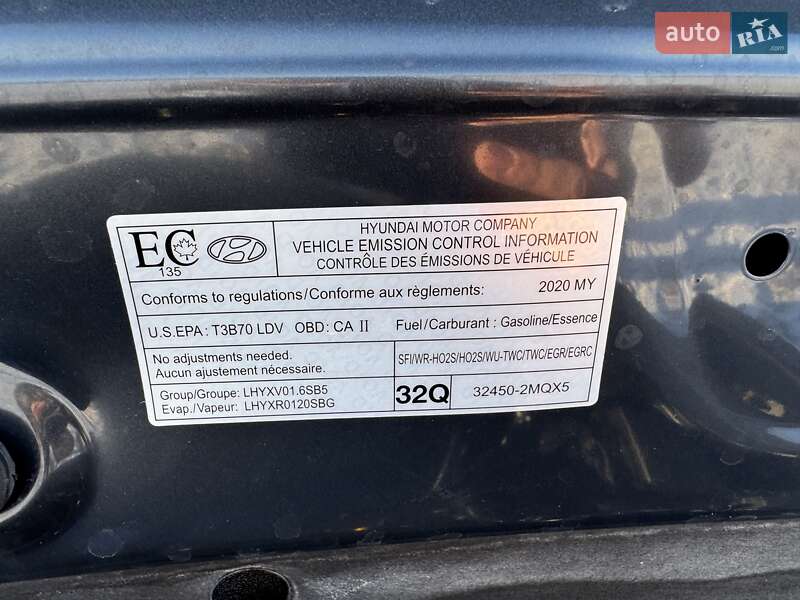 auto RIA .com
EC 135
HYUNDAI MOTOR COMPANY
VEHICLE EMISSION CONTROL INFORMATION
CONTRÔLE DES ÉMISSIONS DE VÉHICULE
Conforms to regulations/Conforme aux règlements: 2020 MY
U.S.EPA: T3B70 LDV OBD: CA II Fuel/Carburant: Gasoline/Essence
No adjustments needed.
Aucun ajustement nécessaire.
SFI/WR-HO2S/HO2S/WU-TWC/TWC/EGR/EGRC
Group/Groupe: LHYXV01.6SB5
Evap./Vapeur: LHYXR0120SBG
32Q 32450-2MQX5